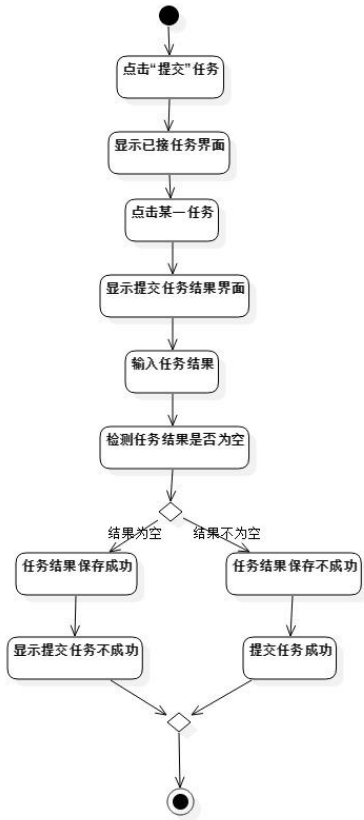 点击“提交”任务
显示已接任务界面
点击某一任务
显示提交任务结果界面
输入任务结果
检测任务结果是否为空
结果为空
结果不为空
任务结果保存成功
任务结果保存不成功
显示提交任务不成功
提交任务成功